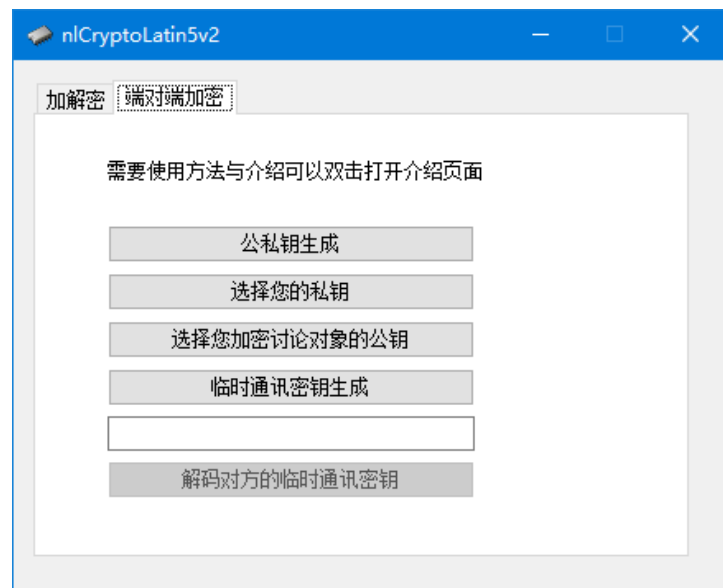 nlCryptoLatin5v2
加解密 端对端加密
需要使用方法与介绍可以双击打开介绍页面
公私钥生成
选择您的私钥
选择您加密讨论对象的公钥
临时通讯密钥生成
解码对方的临时通讯密钥